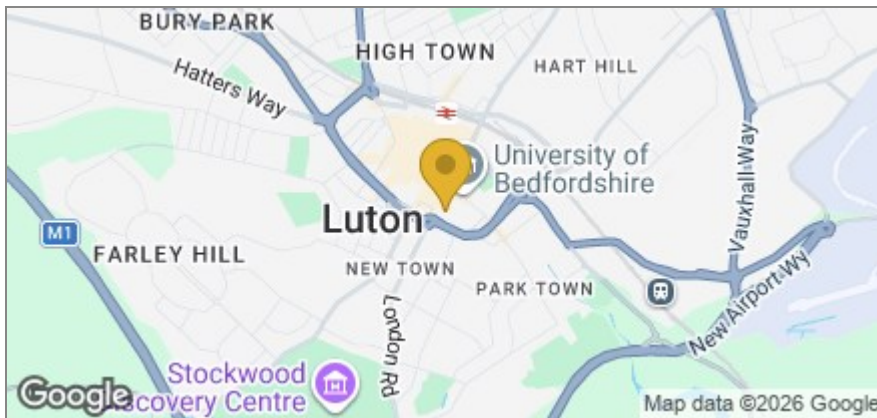 BURY PARK
HIGH TOWN
HART HILL
Hatters Way
Vauxhall Way
University of
Bedfordshire
Luton
M1
FARLEY HILL
NEW TOWN
PARK TOWN
New Airport Wy
London Rd
Stockwood
Discovery Centre
Google
Map data ©2026 Google